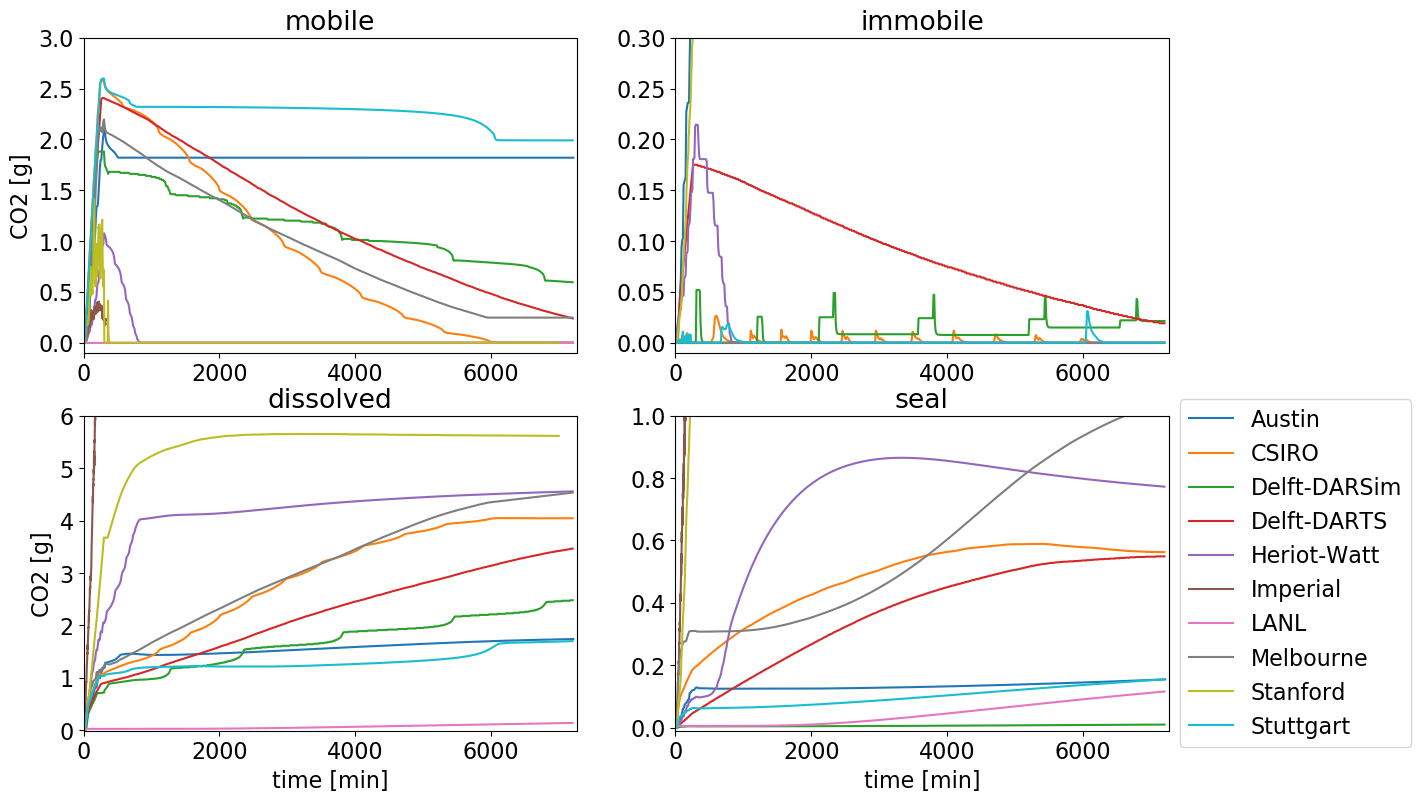 mobile
immobile
3.0
2.5
2.0
1.5
1.0
0.5
0.0
CO2 [g]
0
2000
4000
6000
0.30
0.25
0.20
0.15
0.10
0.05
0.00
0
2000
4000
6000
dissolved
seal
6
5
4
3
2
1
0
CO2 [g]
0
2000
4000
6000
time [min]
1.0
0.8
0.6
0.4
0.2
0.0
0
2000
4000
6000
time [min]
Austin
CSIRO
Delft-DARSim
Delft-DARTS
Heriot-Watt
Imperial
LANL
Melbourne
Stanford
Stuttgart